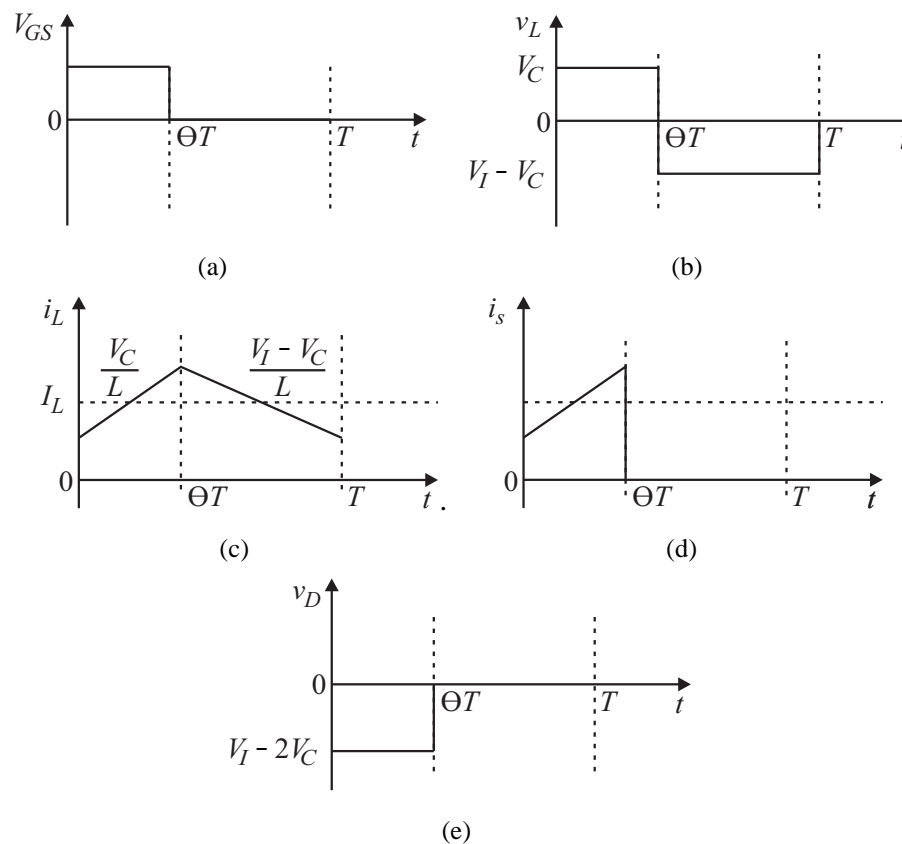 V_GS
0
ΘT
T
t
(a)
v_L
V_C
0
V_I − V_C
ΘT
T
(b)
i_L
V_C
L
V_I − V_C
L
I_L
0
ΘT
T
t .
(c)
i_s
0
ΘT
T
t
(d)
v_D
0
V_I − 2V_C
ΘT
T
t
(e)